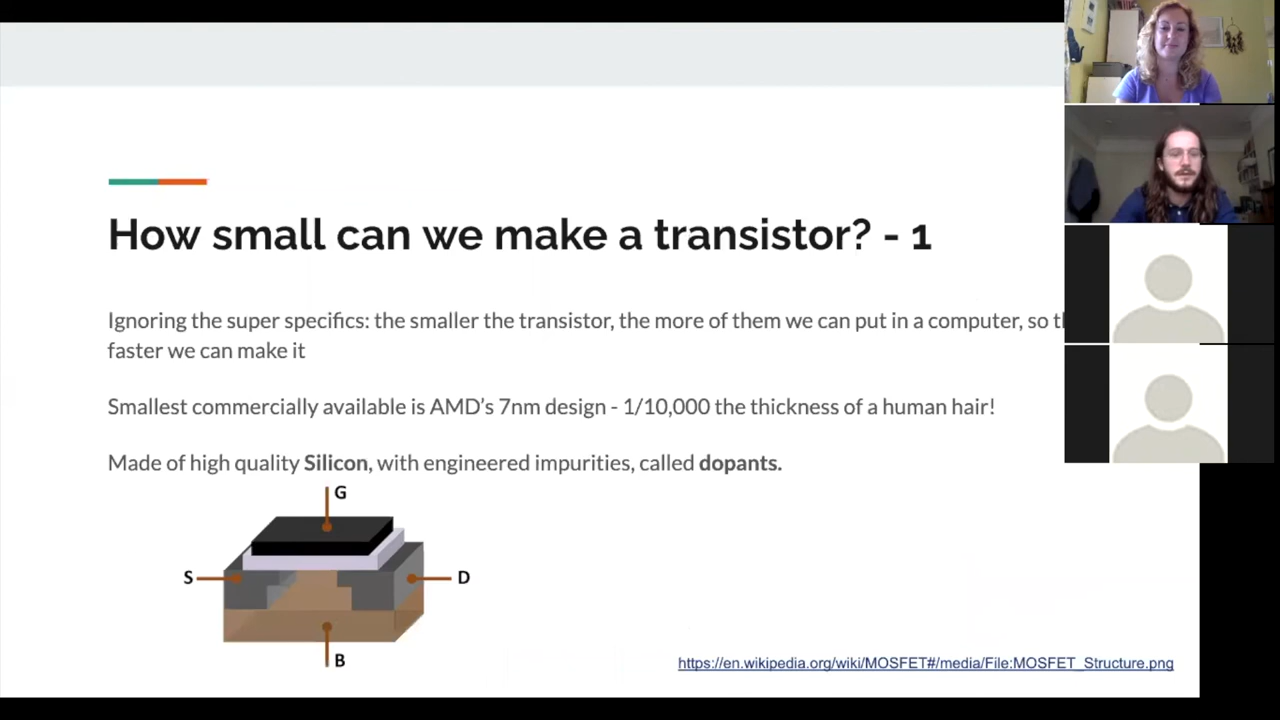 How small can we make a transistor? - 1
Ignoring the super specifics: the smaller the transistor, the more of them we can put in a computer, so
faster we can make it
Smallest commercially available is AMD's 7nm design - 1/10,000 the thickness of a human hair!
Made of high quality Silicon, with engineered impurities, called dopants.
G
S
D
B
https://en.wikipedia.org/wiki/MOSFET#/media/File:MOSFET_Structure.png